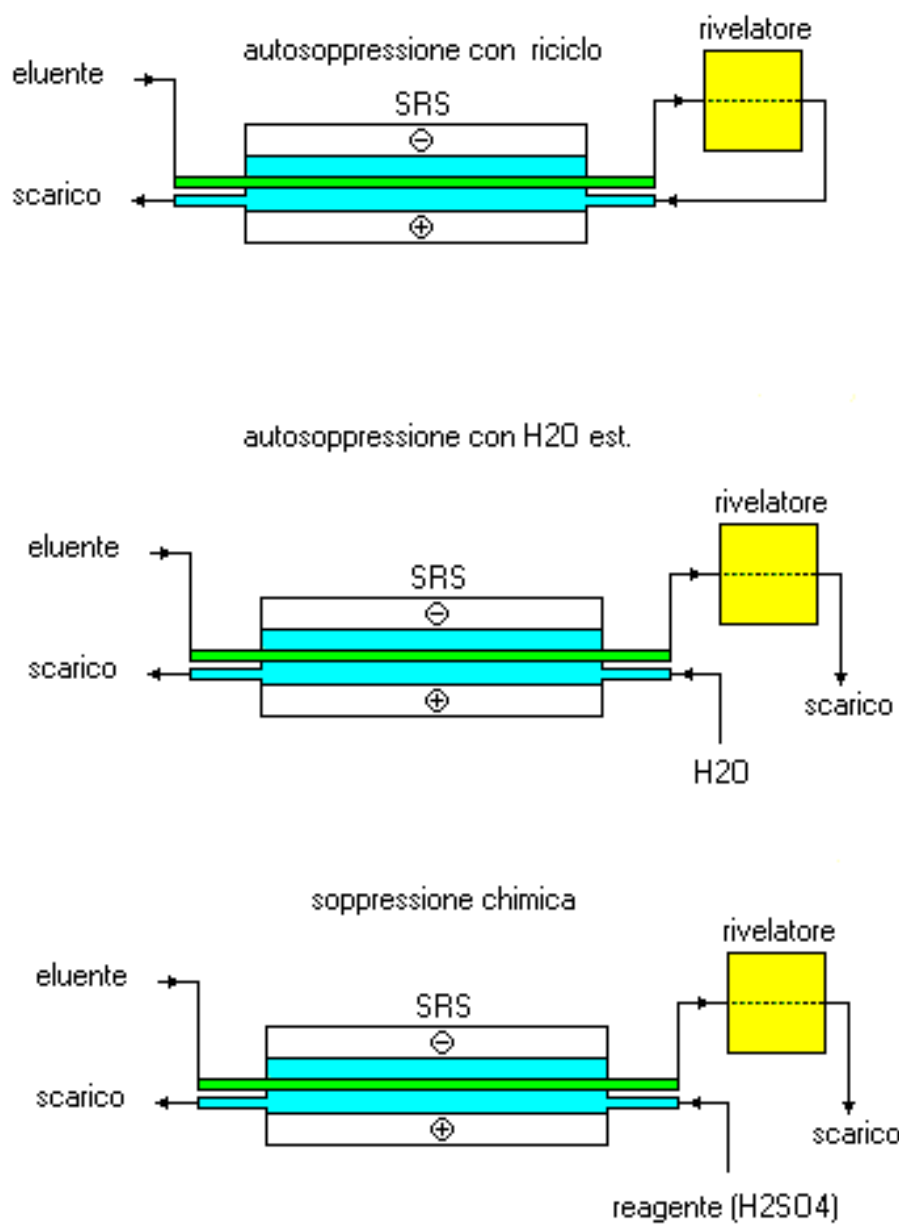 autosoppressione con riciclo
rivelatore
eluente
SRS
−
scarico
+
autosoppressione con H2O est.
rivelatore
eluente
SRS
−
scarico
+
scarico
H2O
soppressione chimica
rivelatore
eluente
SRS
−
scarico
+
scarico
reagente (H2SO4)